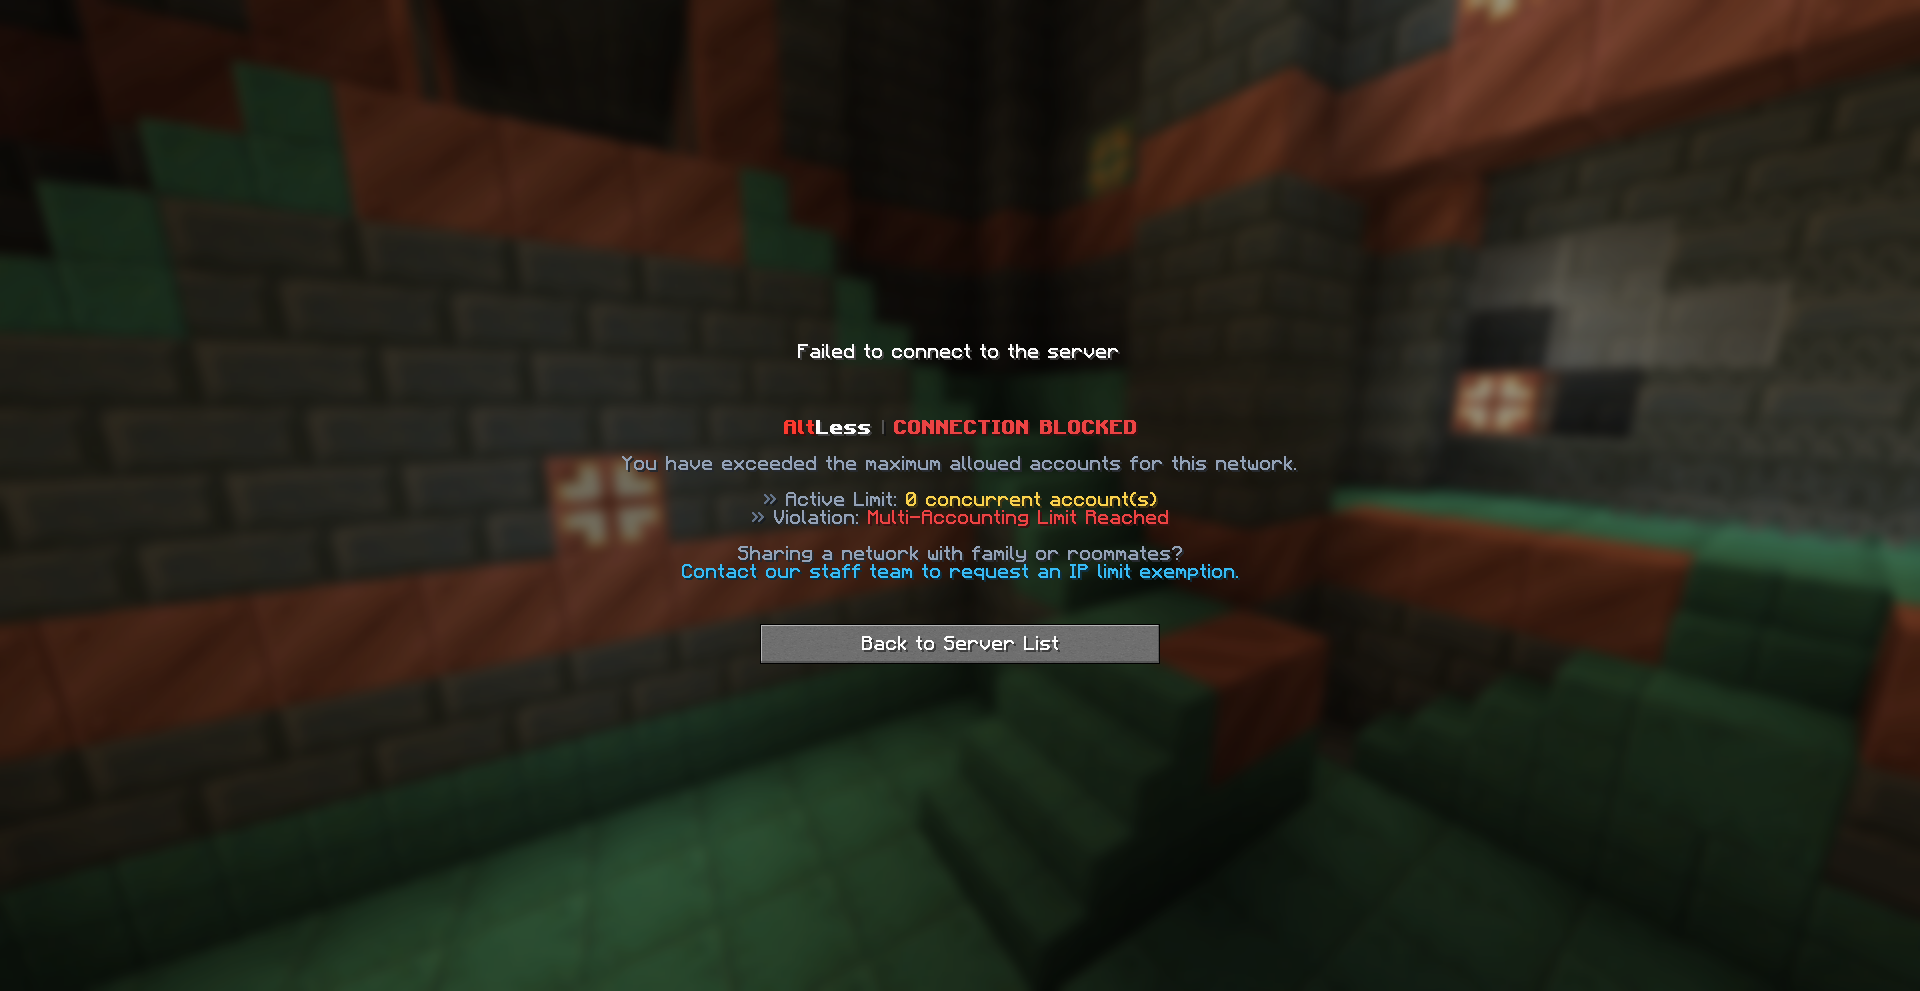 Failed to connect to the server
AltLess | CONNECTION BLOCKED
You have exceeded the maximum allowed accounts for this network.
» Active Limit: 0 concurrent account(s)
» Violation: Multi-Accounting Limit Reached
Sharing a network with family or roommates?
Contact our staff team to request an IP limit exemption.
Back to Server List